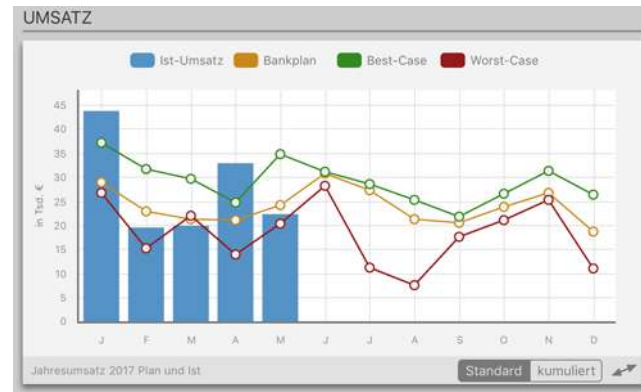 UMSATZ
Ist-Umsatz Bankplan Best-Case Worst-Case
45
40
35
30
25
20
15
10
5
0
in Tsd. €
J F M A M J J A S O N D
Jahresumsatz 2017 Plan und Ist Standard kumuliert